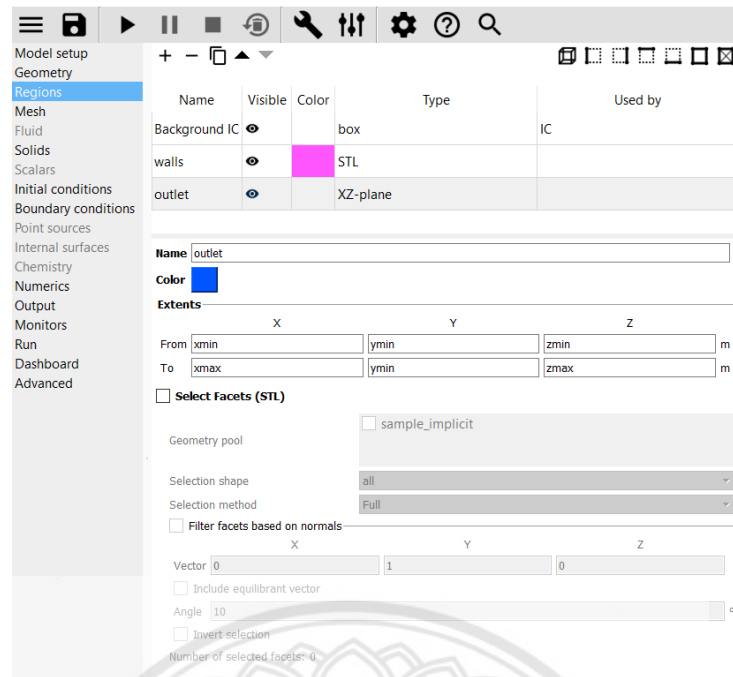 Model setup
Geometry
Regions
Mesh
Fluid
Solids
Scalars
Initial conditions
Boundary conditions
Point sources
Internal surfaces
Chemistry
Numerics
Output
Monitors
Run
Dashboard
Advanced
Name Visible Color Type Used by
Background IC box IC
walls STL
outlet XZ-plane
Name outlet
Color
Extents
X Y Z
From xmin ymin zmin m
To xmax ymin zmax m
Select Facets (STL)
Geometry pool sample_implicit
Selection shape all
Selection method Full
Filter facets based on normals
X Y Z
Vector 0 1 0
Include equilibrant vector
Angle 10 °
Invert selection
Number of selected facets: 0